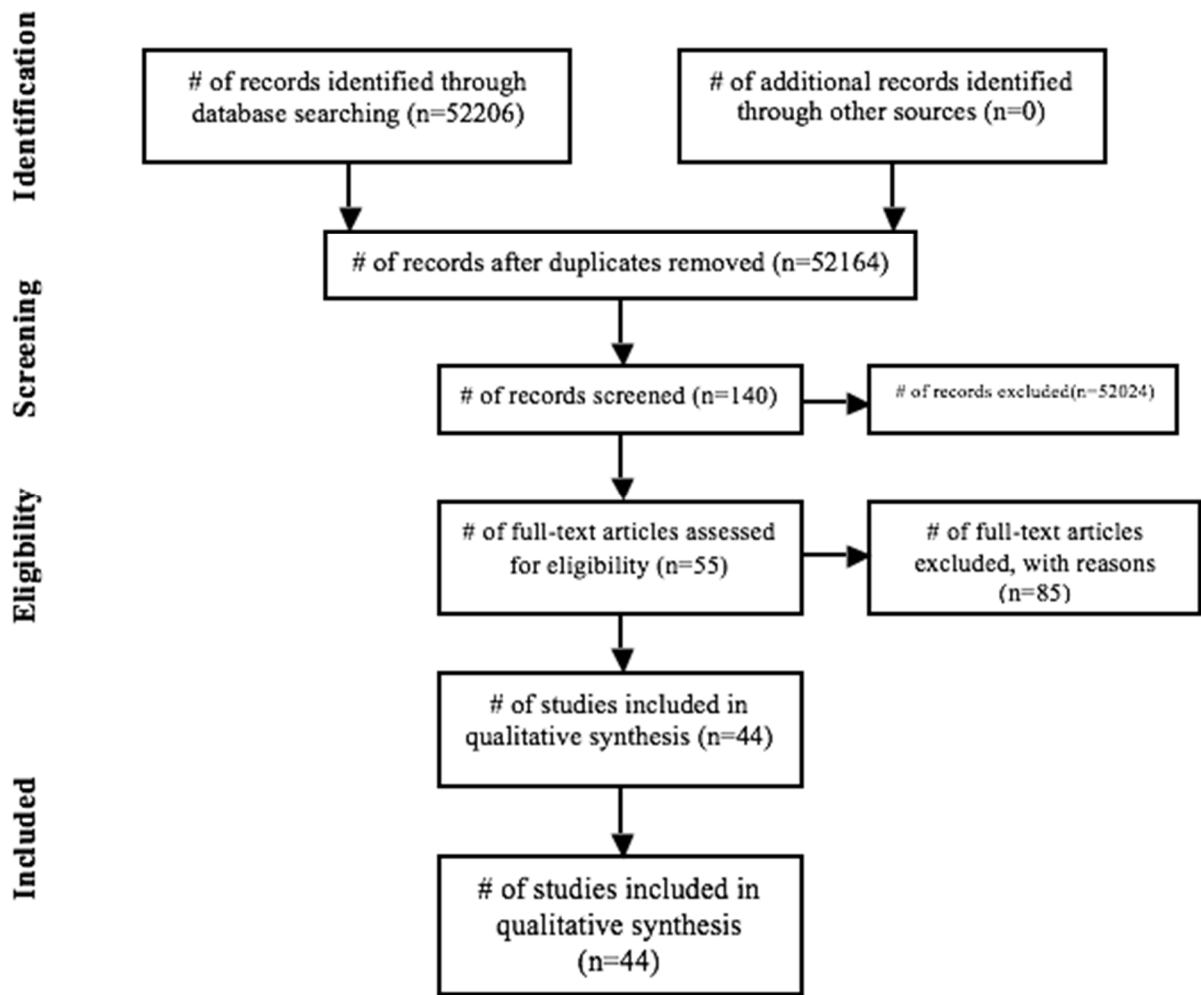 Identification
# of records identified through
database searching (n=52206)
# of additional records identified
through other sources (n=0)
# of records after duplicates removed (n=52164)
Screening
# of records screened (n=140)
# of records excluded(n=52024)
Eligibility
# of full-text articles assessed
for eligibility (n=55)
# of full-text articles
excluded, with reasons
(n=85)
# of studies included in
qualitative synthesis (n=44)
Included
# of studies included in
qualitative synthesis
(n=44)